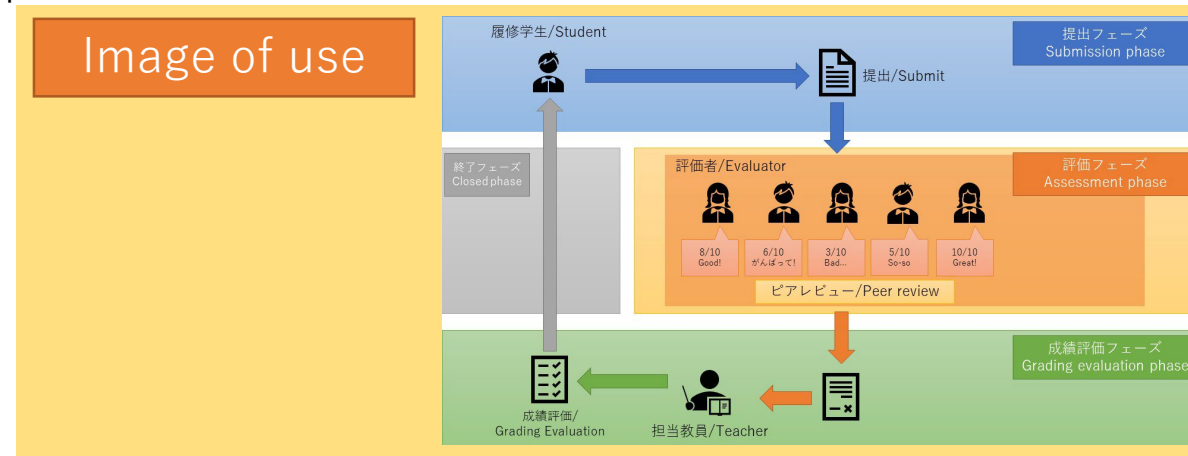 Image of use
履修学生/Student
提出/Submit
提出フェーズ
Submission phase
終了フェーズ
Closed phase
評価者/Evaluator
評価フェーズ
Assessment phase
8/10
Good!
6/10
がんばって!
3/10
Bad...
5/10
So-so
10/10
Great!
ピアレビュー/Peer review
成績評価フェーズ
Grading evaluation phase
成績評価/
Grading Evaluation
担当教員/Teacher